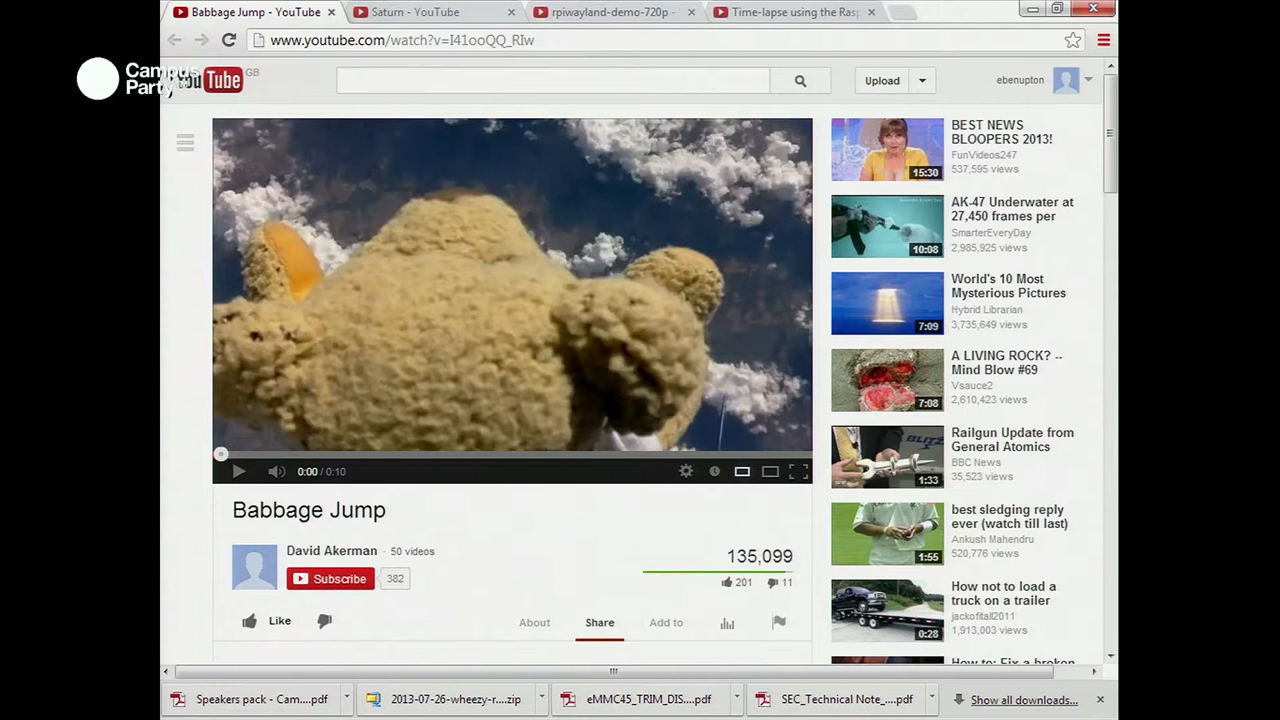 Babbage Jump - YouTube
Saturn - YouTube
rpiwayland-demo-720p -
Time-lapse using the Rasp
www.youtube.com/watch?v=I41ooQQ_RIw
Campus
Party
You Tube GB
Upload
ebenupton
BEST NEWS
BLOOPERS 2013!
FunVideos247
537,595 views
15:30
AK-47 Underwater at
27,450 frames per
SmarterEveryDay
2,985,925 views
10:08
World's 10 Most
Mysterious Pictures
Hybrid Librarian
3,735,649 views
7:09
A LIVING ROCK? --
Mind Blow #69
Vsauce2
2,610,423 views
7:08
Railgun Update from
General Atomics
BBC News
35,523 views
1:33
best sledging reply
ever (watch till last)
Ankush Mahendru
520,776 views
1:55
How not to load a
truck on a trailer
jackofitall2011
1,913,003 views
0:28
How to: Fix a broken
0:00 / 0:10
Babbage Jump
David Akerman · 50 videos
Subscribe 382
135,099
201 11
Like
About Share Add to
Speakers pack - Cam....pdf
2013-07-26-wheezy-r....zip
eMMC45_TRIM_DIS....pdf
SEC_Technical Note_....pdf
Show all downloads...